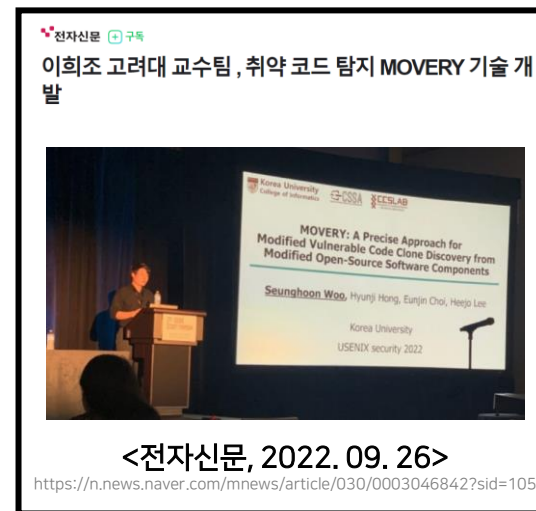 전자신문 + 구독
이희조 고려대 교수팀 , 취약 코드 탐지 MOVERY 기술 개
발
Korea University
College of Informatics
CSSA
CCSLAB
MOVERY: A Precise Approach for
Modified Vulnerable Code Clone Discovery from
Modified Open-Source Software Components
Seunghoon Woo, Hyunji Hong, Eunjin Choi, Heejo Lee
Korea University
USENIX security 2022
<전자신문, 2022. 09. 26>
https://n.news.naver.com/mnews/article/030/0003046842?sid=105